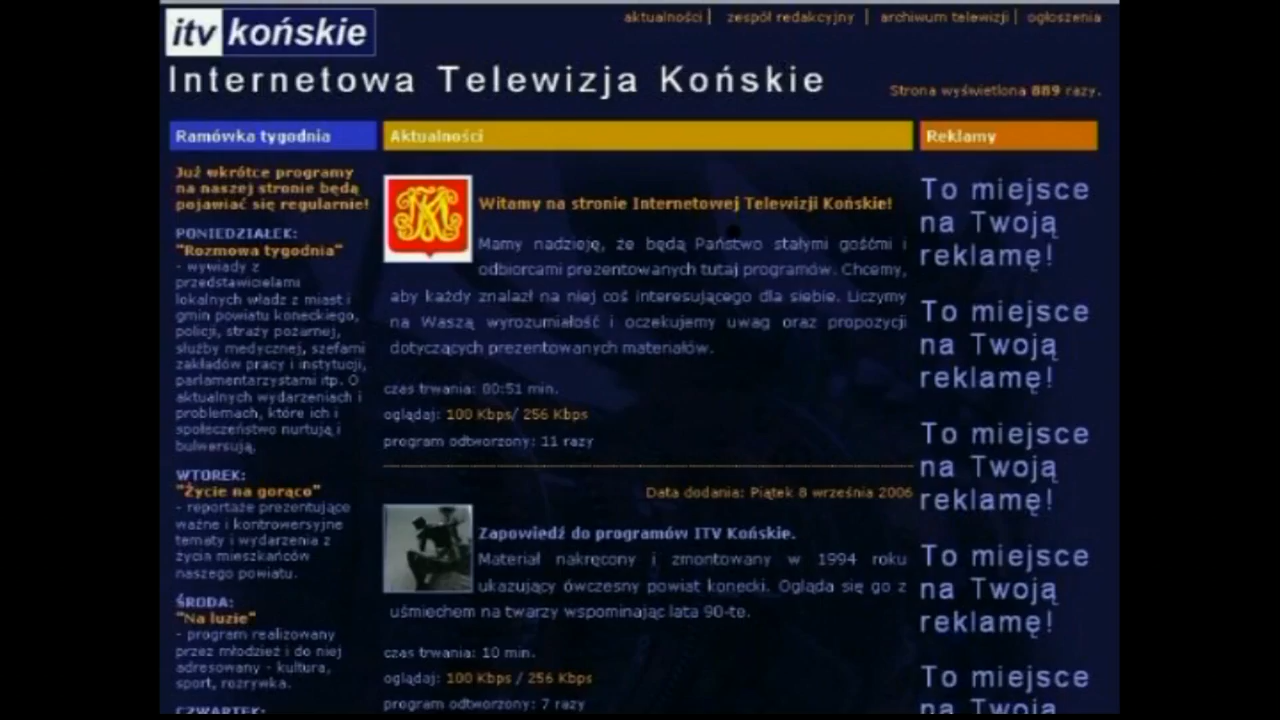 itv końskie
aktualności | zespół redakcyjny | archiwum telewizji | ogłoszenia
Internetowa Telewizja Końskie
Strona wyświetlona 889 razy.
Ramówka tygodnia
Już wkrótce programy
na naszej stronie będą
pojawiać się regularnie!
PONIEDZIAŁEK:
"Rozmowa tygodnia"
- wywiady z
przedstawicielami
lokalnych władz z miast i
gmin powiatu koneckiego,
policji, straży pożarnej,
służby medycznej, szefami
zakładów pracy i instytucji,
parlamentarzystami itp. O
aktualnych wydarzeniach i
problemach, które ich i
społeczeństwo nurtują i
bulwersują.
WTOREK:
"Życie na gorąco"
- reportaże prezentujące
ważne i kontrowersyjne
tematy i wydarzenia z
życia mieszkańców
naszego powiatu.
ŚRODA:
"Na luzie"
- program realizowany
przez młodzież i do niej
adresowany - kultura,
sport, rozrywka.
CZWARTEK:
Aktualności
Witamy na stronie Internetowej Telewizji Końskie!
Mamy nadzieję, że będą Państwo stałymi gośćmi i
odbiorcami prezentowanych tutaj programów. Chcemy,
aby każdy znalazł na niej coś interesującego dla siebie. Liczymy
na Waszą wyrozumiałość i oczekujemy uwag oraz propozycji
dotyczących prezentowanych materiałów.
czas trwania: 00:51 min.
oglądaj: 100 Kbps/ 256 Kbps
program odtworzony: 11 razy
Data dodania: Piątek 8 września 2006
Zapowiedź do programów ITV Końskie.
Materiał nakręcony i zmontowany w 1994 roku
ukazujący ówczesny powiat konecki. Ogląda się go z
uśmiechem na twarzy wspominając lata 90-te.
czas trwania: 10 min.
oglądaj: 100 Kbps / 256 Kbps
program odtworzony: 7 razy
Reklamy
To miejsce
na Twoją
reklamę!
To miejsce
na Twoją
reklamę!
To miejsce
na Twoją
reklamę!
To miejsce
na Twoją
reklamę!
To miejsce
na Twoją